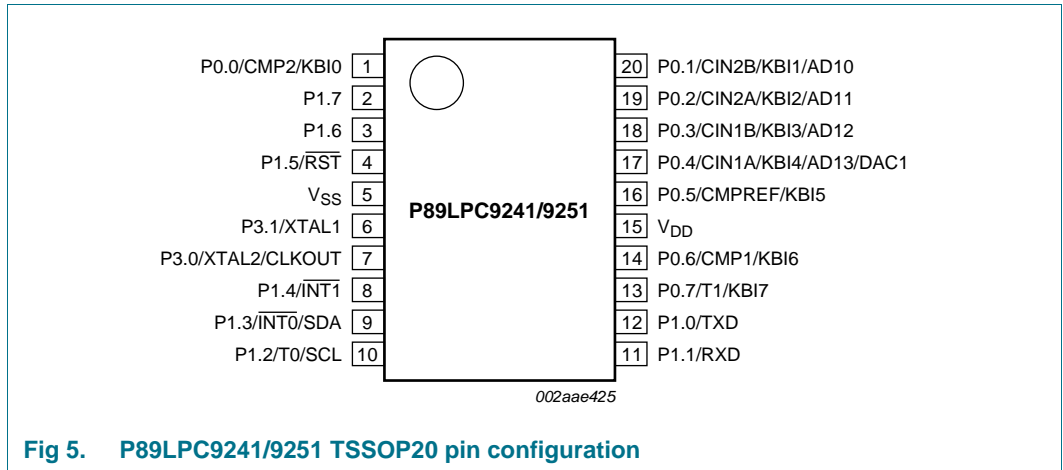 P0.0/CMP2/KBI0 1
P1.7 2
P1.6 3
P1.5/RST 4
VSS 5
P3.1/XTAL1 6
P3.0/XTAL2/CLKOUT 7
P1.4/INT1 8
P1.3/INT0/SDA 9
P1.2/T0/SCL 10
P89LPC9241/9251
20 P0.1/CIN2B/KBI1/AD10
19 P0.2/CIN2A/KBI2/AD11
18 P0.3/CIN1B/KBI3/AD12
17 P0.4/CIN1A/KBI4/AD13/DAC1
16 P0.5/CMPREF/KBI5
15 VDD
14 P0.6/CMP1/KBI6
13 P0.7/T1/KBI7
12 P1.0/TXD
11 P1.1/RXD
002aae425
Fig 5. P89LPC9241/9251 TSSOP20 pin configuration